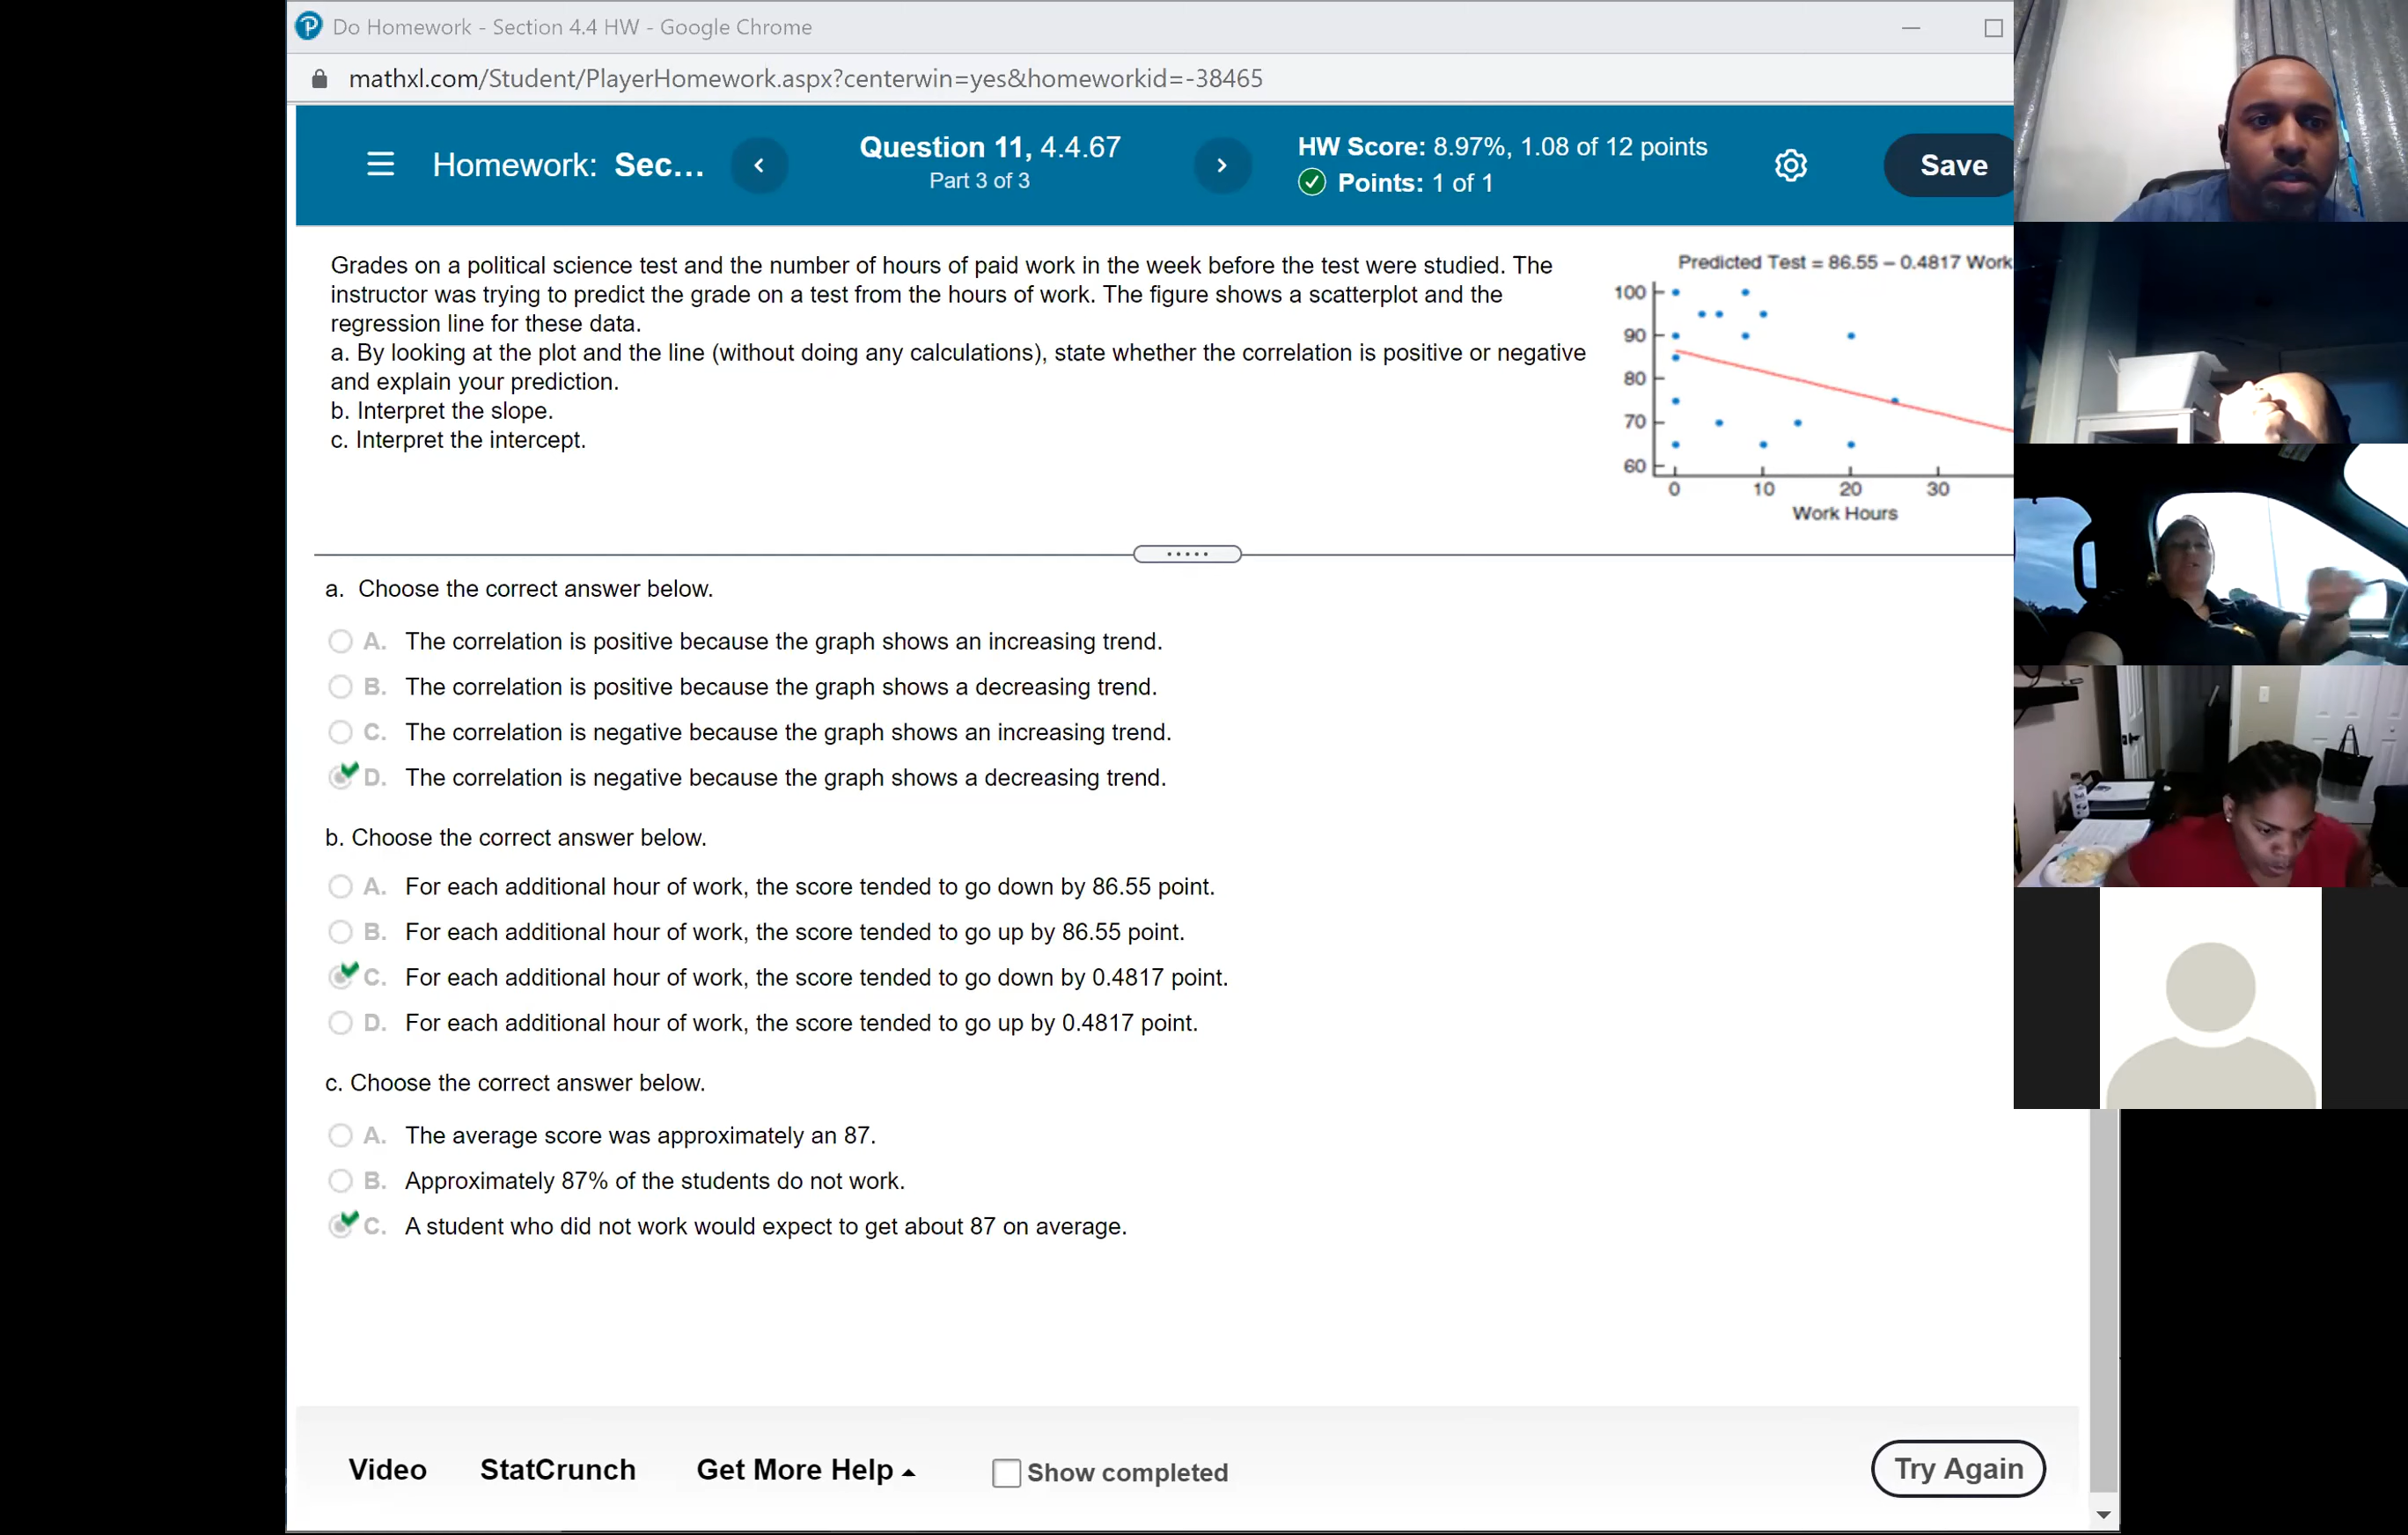 Do Homework - Section 4.4 HW - Google Chrome
mathxl.com/Student/PlayerHomework.aspx?centerwin=yes&homeworkid=-38465
Homework: Sec...
Question 11, 4.4.67
Part 3 of 3
HW Score: 8.97%, 1.08 of 12 points
Points: 1 of 1
Save
Grades on a political science test and the number of hours of paid work in the week before the test were studied. The
instructor was trying to predict the grade on a test from the hours of work. The figure shows a scatterplot and the
regression line for these data.
a. By looking at the plot and the line (without doing any calculations), state whether the correlation is positive or negative
and explain your prediction.
b. Interpret the slope.
c. Interpret the intercept.
Predicted Test = 86.55 – 0.4817 Work
100
90
80
70
60
0 10 20 30
Work Hours
a. Choose the correct answer below.
A. The correlation is positive because the graph shows an increasing trend.
B. The correlation is positive because the graph shows a decreasing trend.
C. The correlation is negative because the graph shows an increasing trend.
D. The correlation is negative because the graph shows a decreasing trend.
b. Choose the correct answer below.
A. For each additional hour of work, the score tended to go down by 86.55 point.
B. For each additional hour of work, the score tended to go up by 86.55 point.
C. For each additional hour of work, the score tended to go down by 0.4817 point.
D. For each additional hour of work, the score tended to go up by 0.4817 point.
c. Choose the correct answer below.
A. The average score was approximately an 87.
B. Approximately 87% of the students do not work.
C. A student who did not work would expect to get about 87 on average.
Video StatCrunch Get More Help Show completed Try Again